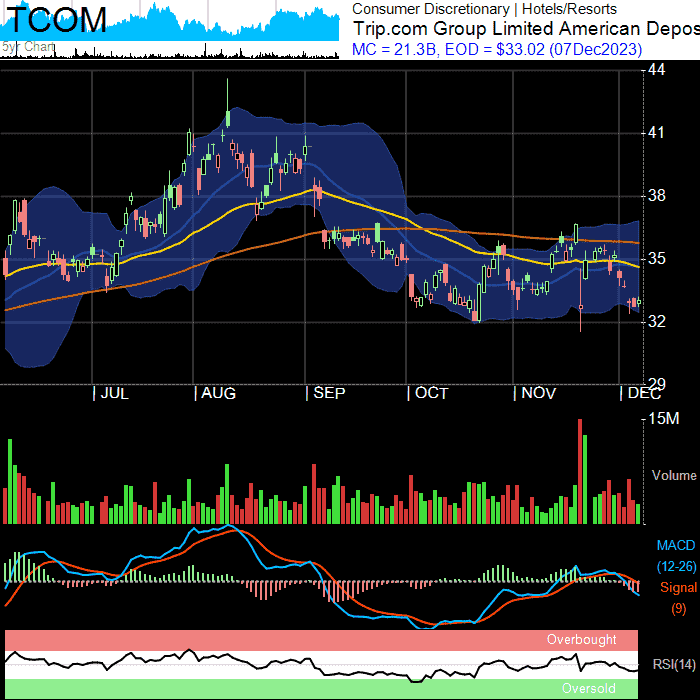 TCOM
5yr Chart
Consumer Discretionary | Hotels/Resorts
Trip.com Group Limited American Depos
MC = 21.3B, EOD = $33.02 (07Dec2023)
44
41
38
35
32
29
| JUL | AUG | SEP | OCT | NOV | DEC
15M
Volume
MACD
(12-26)
Signal
(9)
Overbought
RSI(14)
Oversold